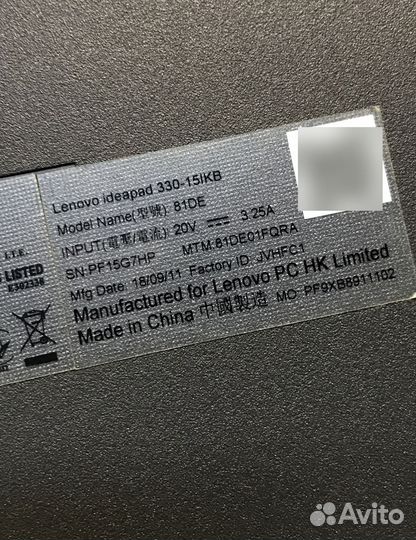 Lenovo ideapad 330-15IKB
Model Name(型號) 81DE
INPUT(電壓/電流) 20V ⎓ 3.25A
SN:PF15G7HP MTM:81DE01FQRA
Mfg Date: 18/09/11 Factory ID: JVHFC1
Manufactured for Lenovo PC HK Limited
Made in China 中國製造 MO: PF9XB8911102
I.T.E.
LISTED
E302338
Avito